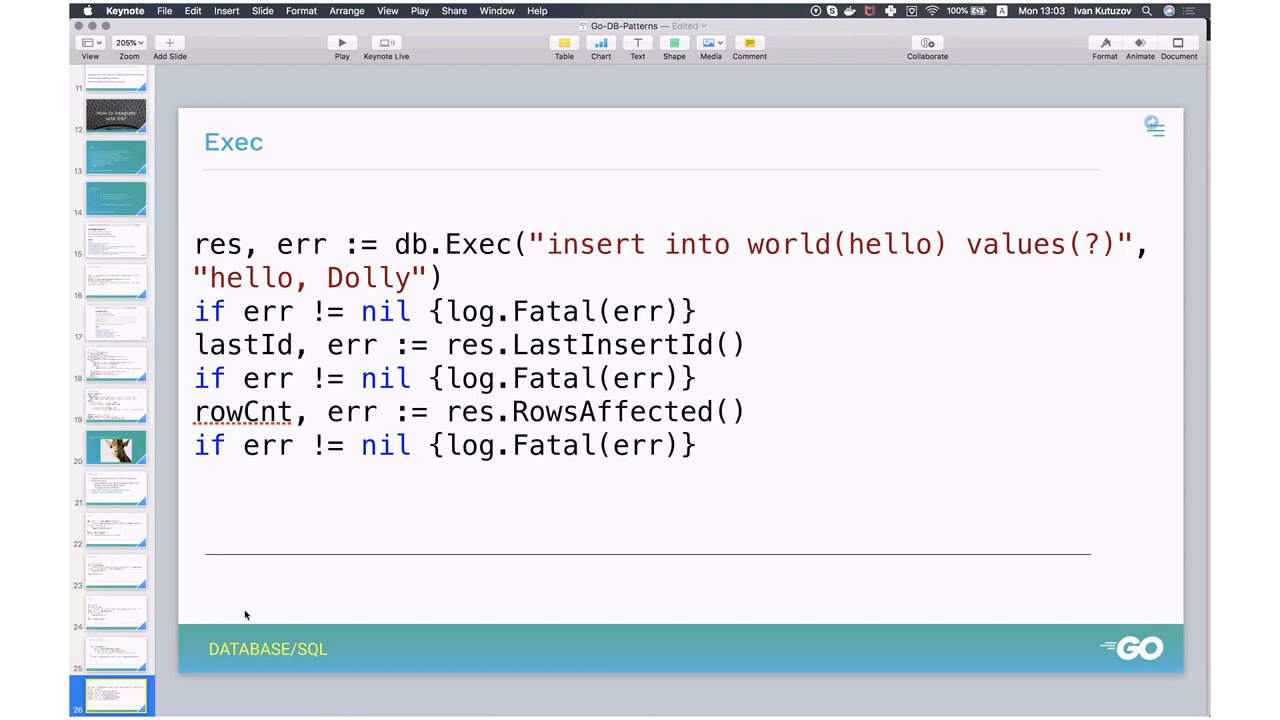 Keynote File Edit Insert Slide Format Arrange View Play Share Window Help 100% A Mon 13:03 Ivan Kutuzov
Go-DB-Patterns — Edited
205%
View Zoom Add Slide Play Keynote Live Table Chart Text Shape Media Comment Collaborate Format Animate Document
11
How to integrate
with DB?
12
13
14
15
16
17
18
19
20
21
22
23
24
25
26
Exec
res, err := db.Exec("insert into world(hello) values(?)",
"hello, Dolly")
if err != nil {log.Fatal(err)}
lastId, err := res.LastInsertId()
if err != nil {log.Fatal(err)}
rowCnt, err := res.RowsAffected()
if err != nil {log.Fatal(err)}
DATABASE/SQL
GO